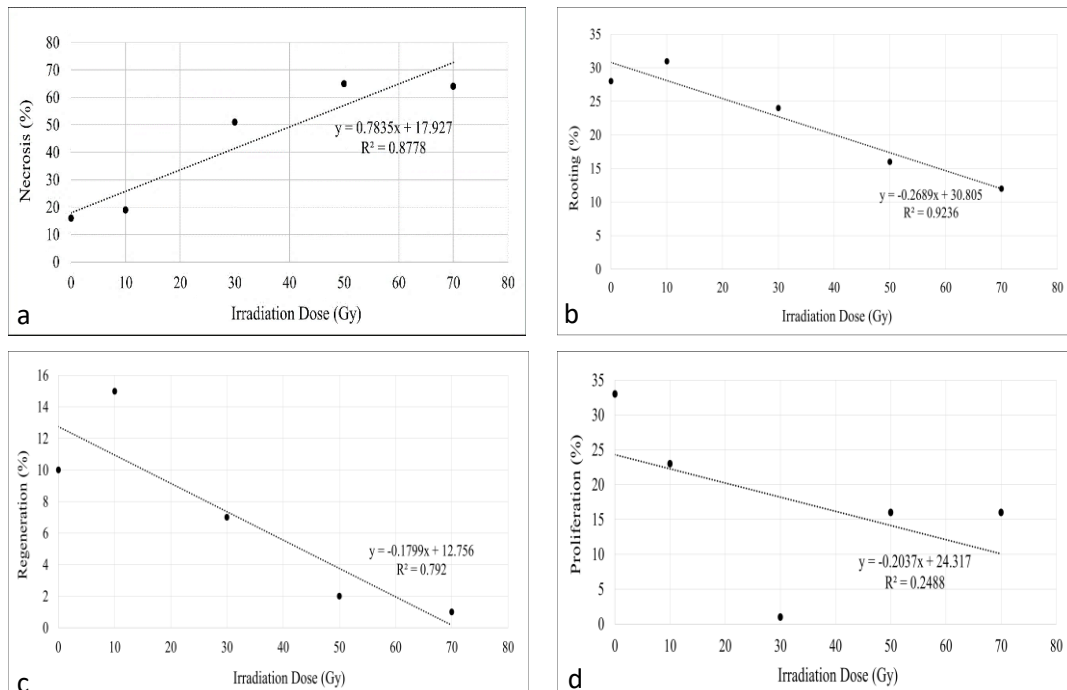 80
70
60
50
40
30
20
10
0
Necrosis (%)
y = 0.7835x + 17.927
R² = 0.8778
0 10 20 30 40 50 60 70 80
Irradiation Dose (Gy)
a
35
30
25
20
15
10
5
0
Rooting (%)
y = -0.2689x + 30.805
R² = 0.9236
0 10 20 30 40 50 60 70 80
Irradiation Dose (Gy)
b
16
14
12
10
8
6
4
2
0
Regeneration (%)
y = -0.1799x + 12.756
R² = 0.792
0 10 20 30 40 50 60 70 80
Irradiation Dose (Gy)
c
35
30
25
20
15
10
5
0
Proliferation (%)
y = -0.2037x + 24.317
R² = 0.2488
0 10 20 30 40 50 60 70 80
Irradiation Dose (Gy)
d